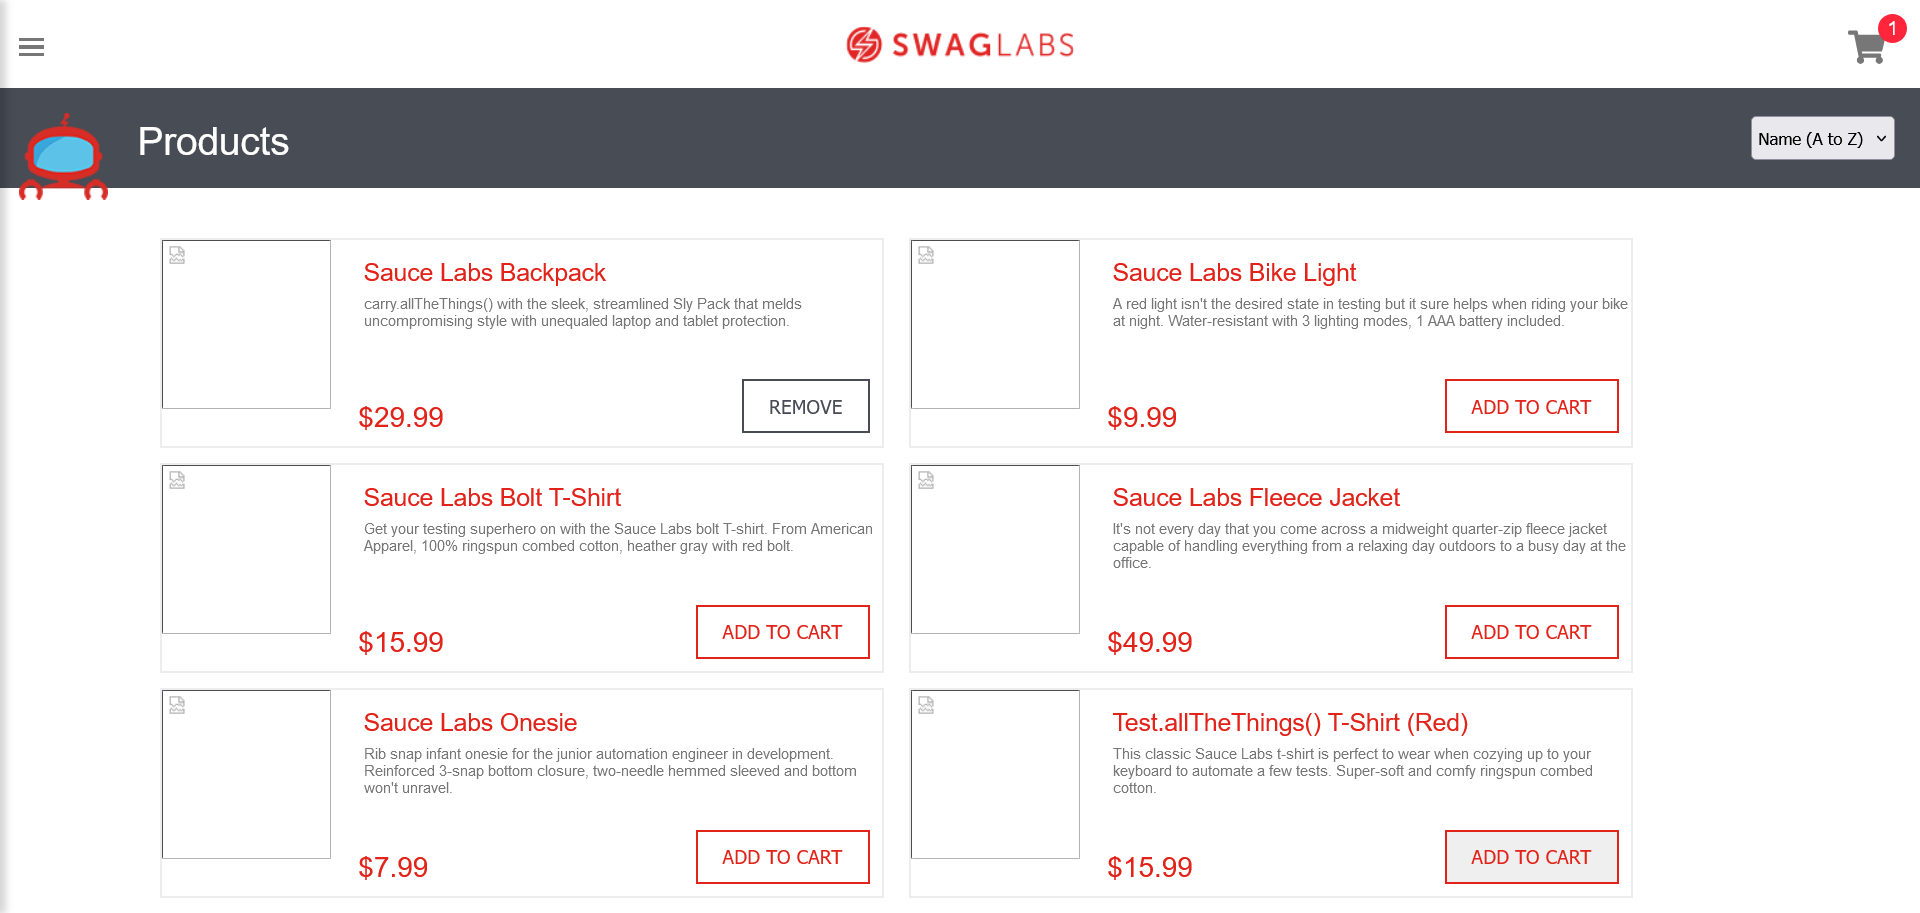 SWAGLABS
1
Products
Name (A to Z)
Sauce Labs Backpack
carry.allTheThings() with the sleek, streamlined Sly Pack that melds
uncompromising style with unequaled laptop and tablet protection.
$29.99
REMOVE
Sauce Labs Bike Light
A red light isn't the desired state in testing but it sure helps when riding your bike
at night. Water-resistant with 3 lighting modes, 1 AAA battery included.
$9.99
ADD TO CART
Sauce Labs Bolt T-Shirt
Get your testing superhero on with the Sauce Labs bolt T-shirt. From American
Apparel, 100% ringspun combed cotton, heather gray with red bolt.
$15.99
ADD TO CART
Sauce Labs Fleece Jacket
It's not every day that you come across a midweight quarter-zip fleece jacket
capable of handling everything from a relaxing day outdoors to a busy day at the
office.
$49.99
ADD TO CART
Sauce Labs Onesie
Rib snap infant onesie for the junior automation engineer in development.
Reinforced 3-snap bottom closure, two-needle hemmed sleeved and bottom
won't unravel.
$7.99
ADD TO CART
Test.allTheThings() T-Shirt (Red)
This classic Sauce Labs t-shirt is perfect to wear when cozying up to your
keyboard to automate a few tests. Super-soft and comfy ringspun combed
cotton.
$15.99
ADD TO CART